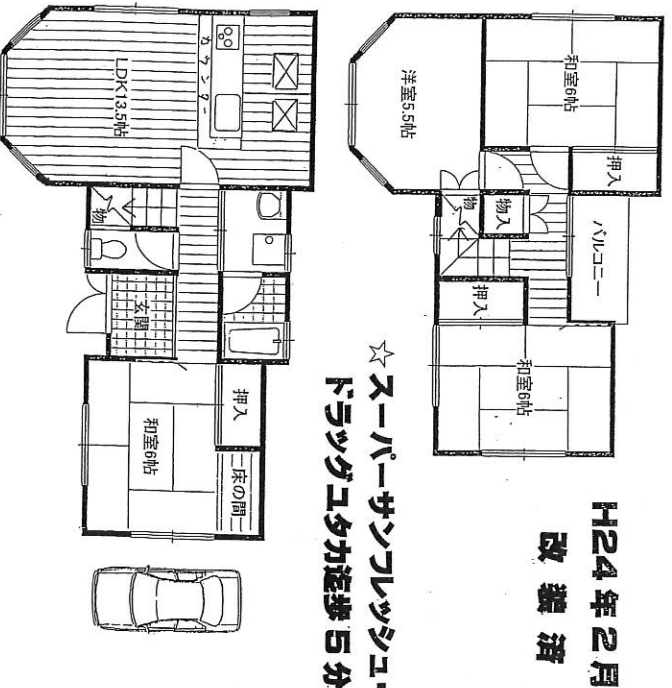 和室6帖
押入
洋室5.5帖
バルコニー
物入
物
押入
和室6帖
H24年2月
改装済
☆スーパーサンフレッシュ
ドラッグユタカ迄歩5分
カウンター
LDK13.5帖
物
玄関
押入
床の間
和室6帖